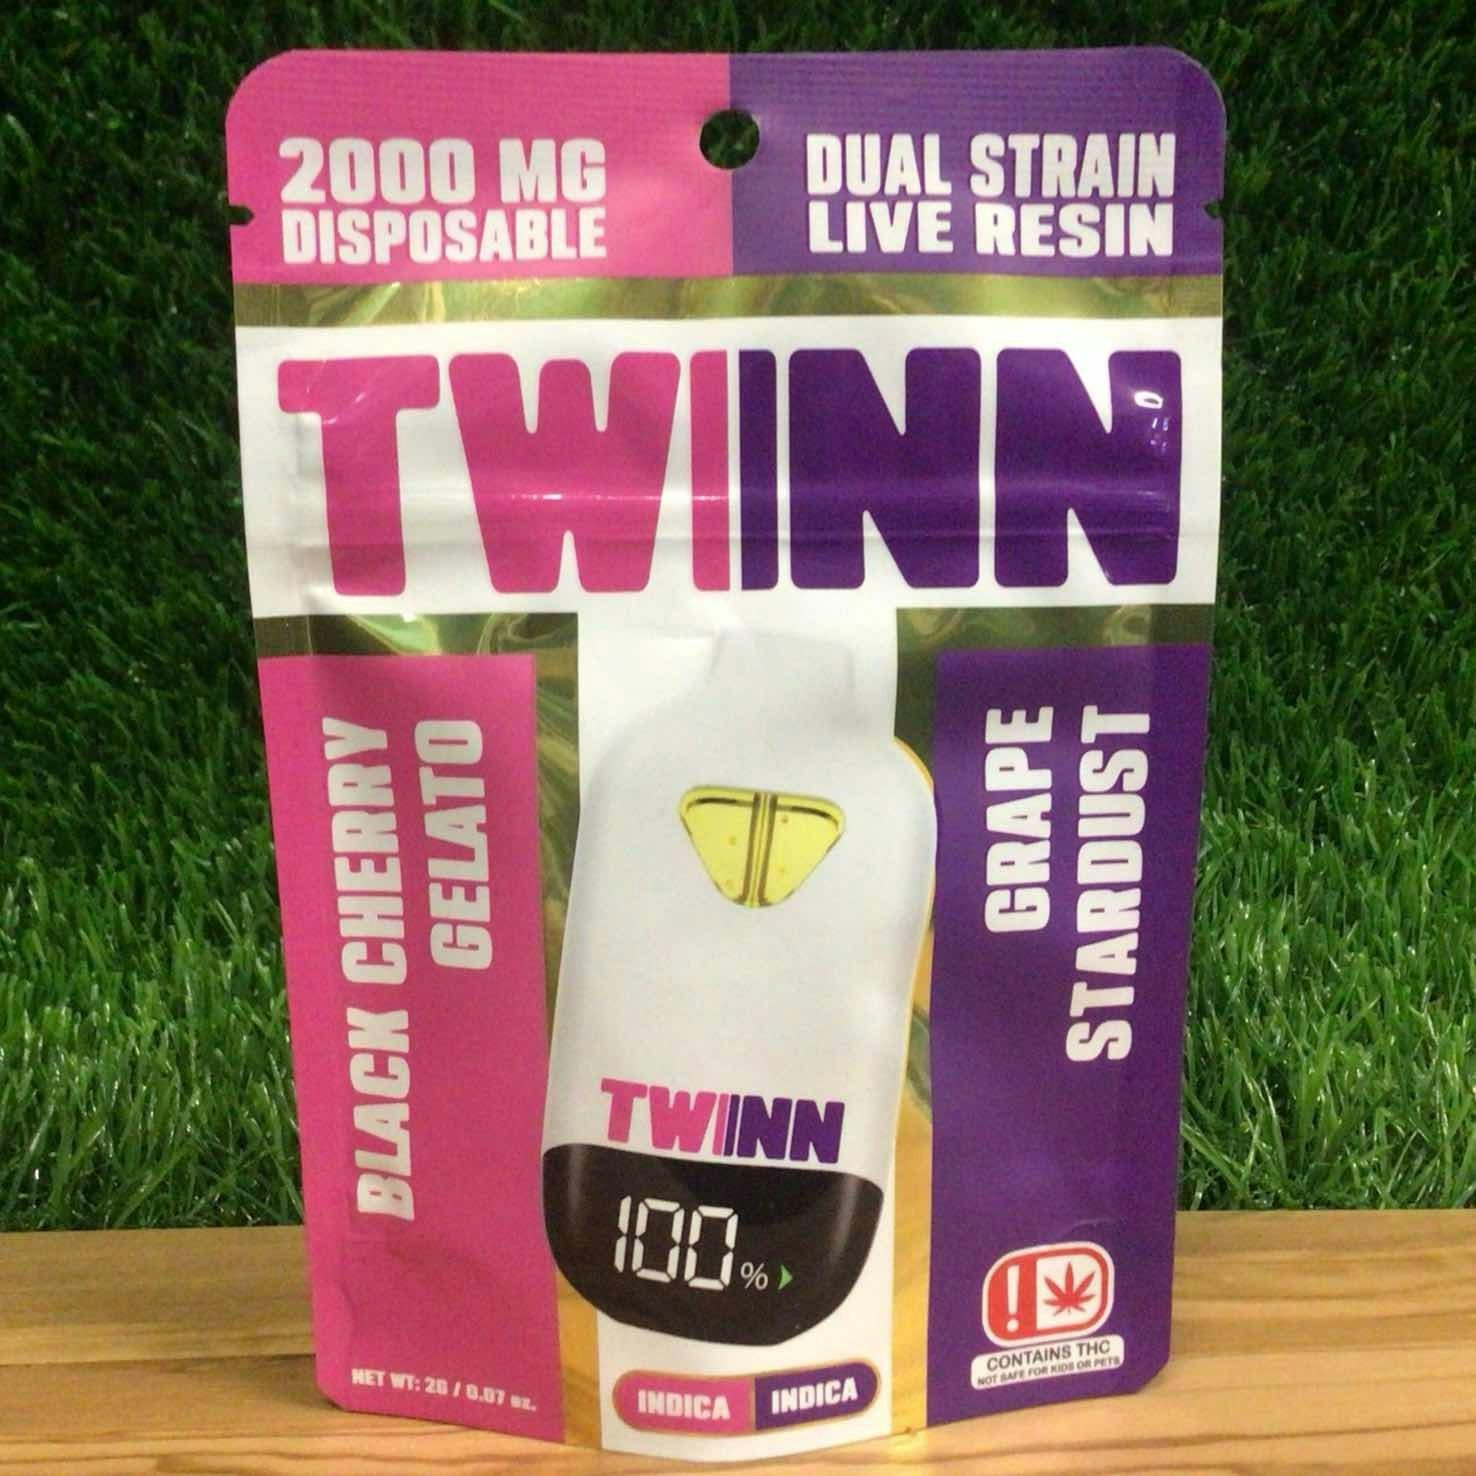 2000 MG
DISPOSABLE
DUAL STRAIN
LIVE RESIN
TWINN
BLACK CHERRY
GELATO
GRAPE
STARDUST
TWINN
100%
INDICA
INDICA
NET WT: 2G / 0.07 oz.
!
CONTAINS THC
NOT SAFE FOR KIDS OR PETS